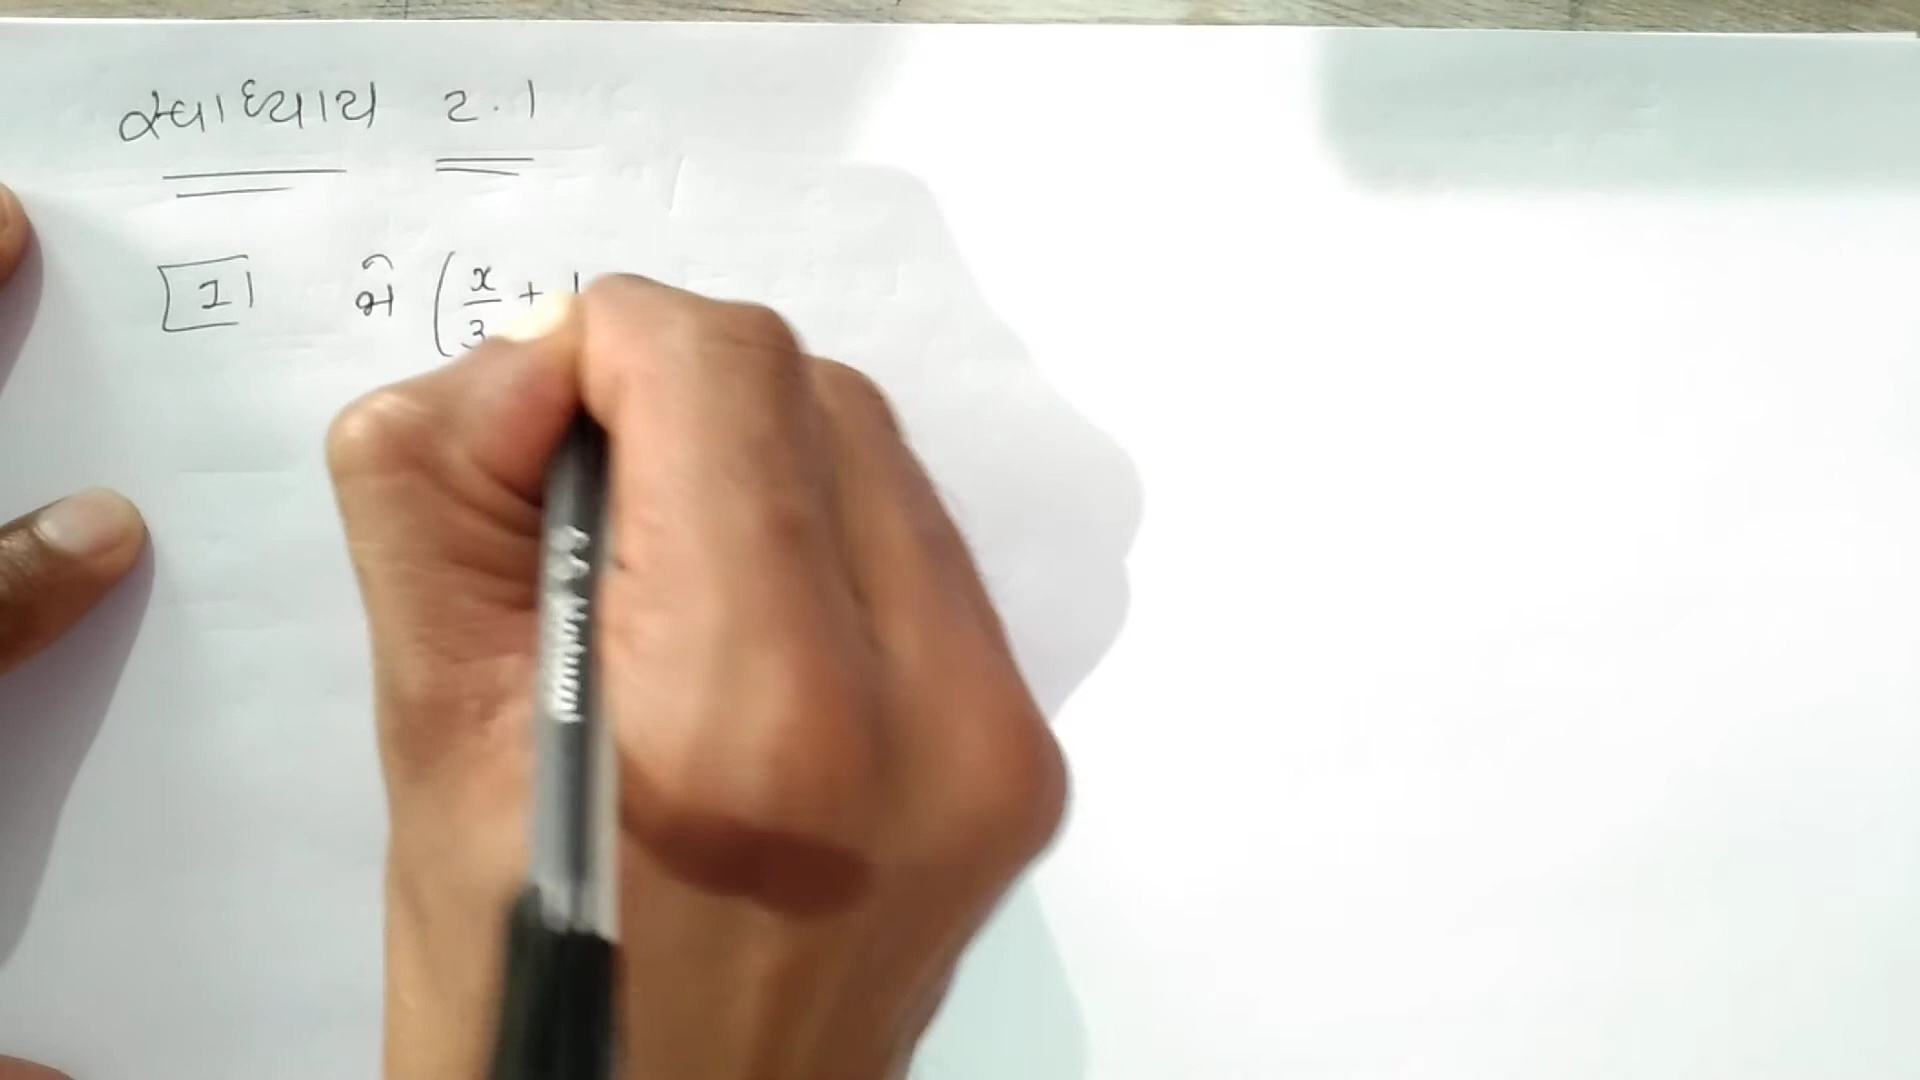 સ્વાધ્યાય 2.1
1] જો (x/3 + 1